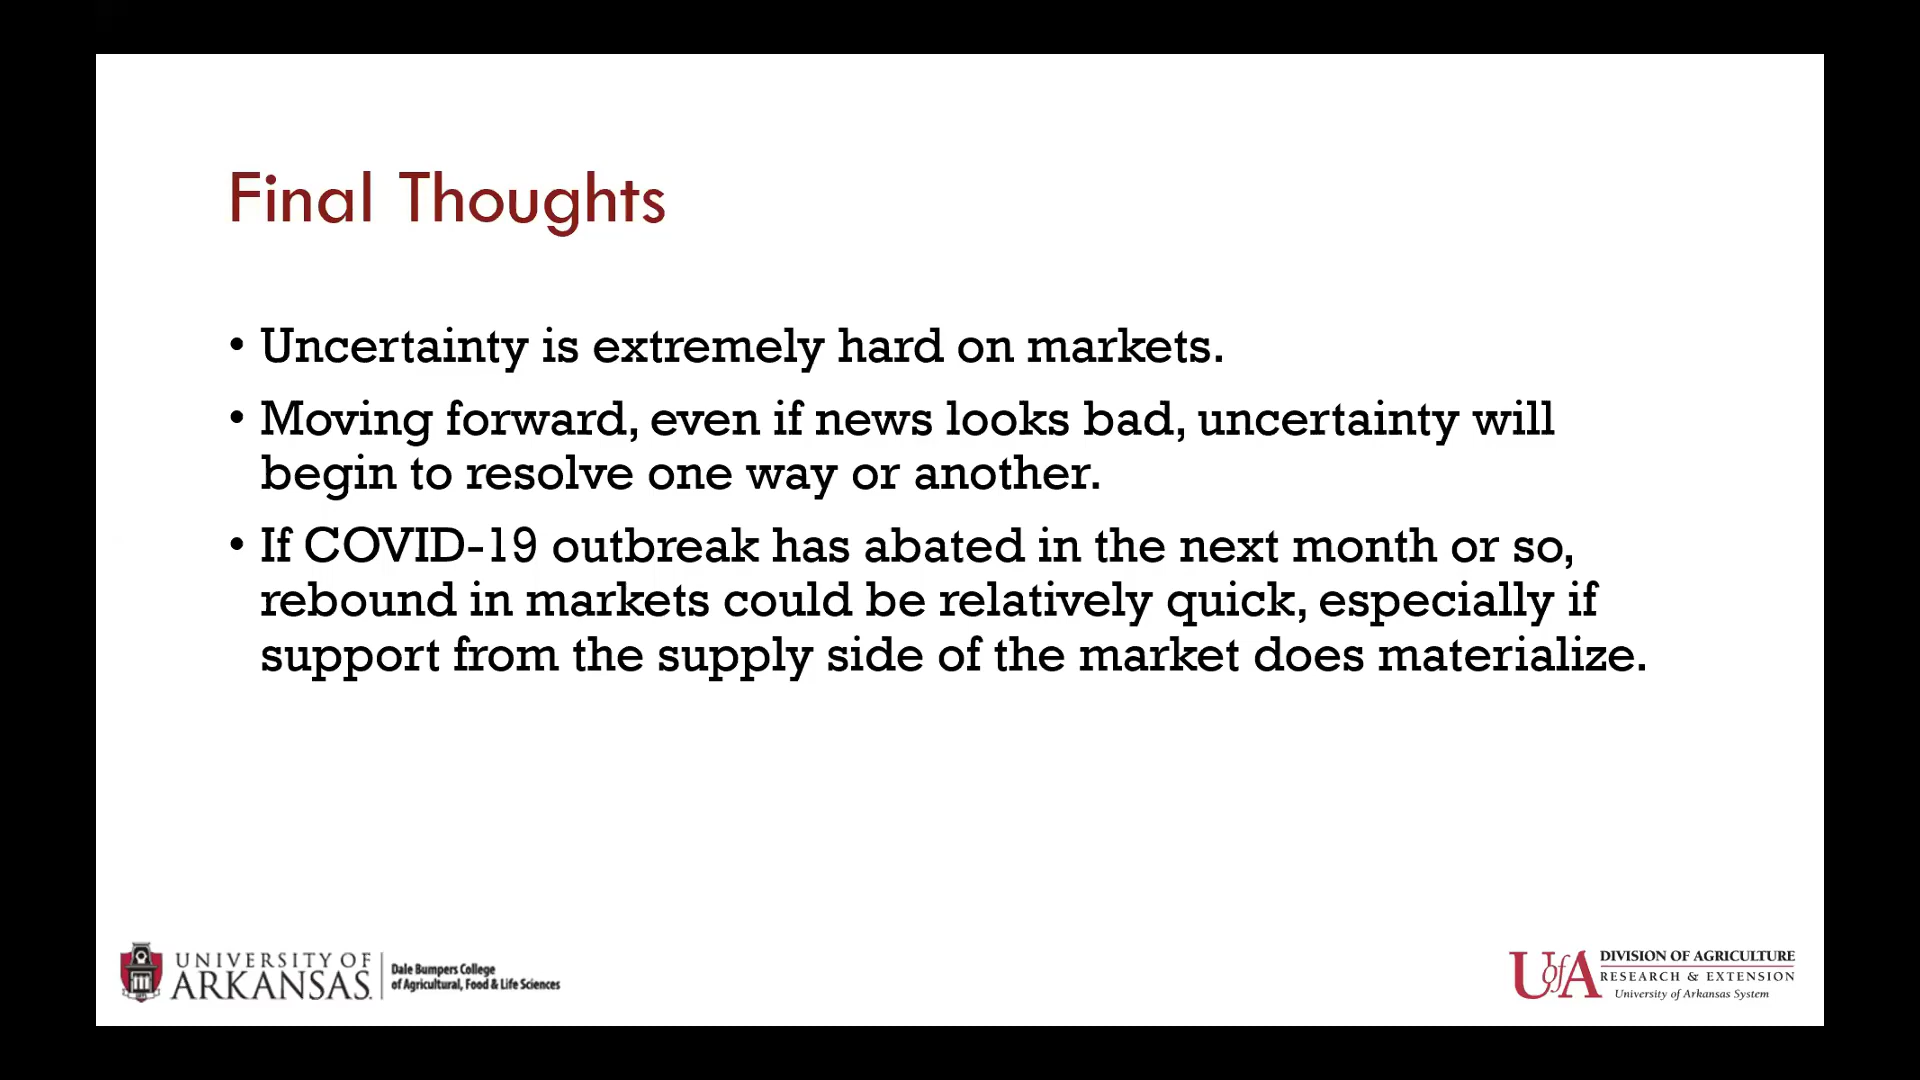 Final Thoughts
• Uncertainty is extremely hard on markets.
• Moving forward, even if news looks bad, uncertainty will
begin to resolve one way or another.
• If COVID-19 outbreak has abated in the next month or so,
rebound in markets could be relatively quick, especially if
support from the supply side of the market does materialize.
UNIVERSITY OF
ARKANSAS
Dale Bumpers College
of Agricultural, Food & Life Sciences
UofA
DIVISION OF AGRICULTURE
RESEARCH & EXTENSION
University of Arkansas System